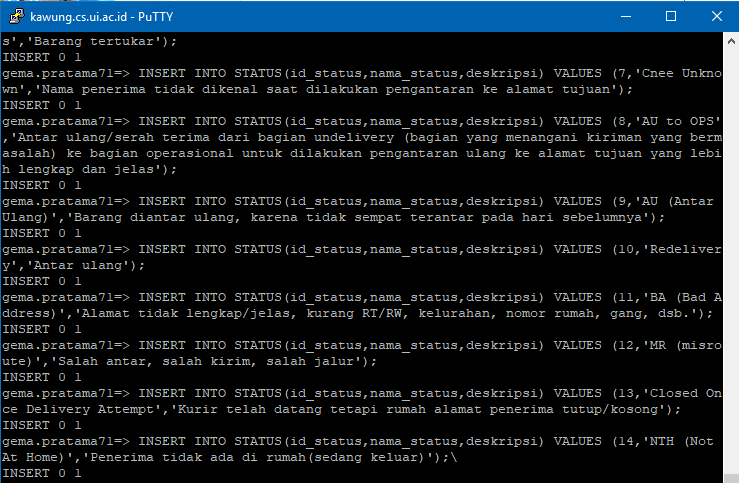 kawung.cs.ui.ac.id - PuTTY
s','Barang tertukar');
INSERT 0 1
gema.pratama71=> INSERT INTO STATUS(id_status,nama_status,deskripsi) VALUES (7,'Cnee Unkno
wn','Nama penerima tidak dikenal saat dilakukan pengantaran ke alamat tujuan');
INSERT 0 1
gema.pratama71=> INSERT INTO STATUS(id_status,nama_status,deskripsi) VALUES (8,'AU to OPS'
,'Antar ulang/serah terima dari bagian undelivery (bagian yang menangani kiriman yang berm
asalah) ke bagian operasional untuk dilakukan pengantaran ulang ke alamat tujuan yang lebi
h lengkap dan jelas');
INSERT 0 1
gema.pratama71=> INSERT INTO STATUS(id_status,nama_status,deskripsi) VALUES (9,'AU (Antar
Ulang)','Barang diantar ulang, karena tidak sempat terantar pada hari sebelumnya');
INSERT 0 1
gema.pratama71=> INSERT INTO STATUS(id_status,nama_status,deskripsi) VALUES (10,'Redeliver
y','Antar ulang');
INSERT 0 1
gema.pratama71=> INSERT INTO STATUS(id_status,nama_status,deskripsi) VALUES (11,'BA (Bad A
ddress)','Alamat tidak lengkap/jelas, kurang RT/RW, kelurahan, nomor rumah, gang, dsb.');
INSERT 0 1
gema.pratama71=> INSERT INTO STATUS(id_status,nama_status,deskripsi) VALUES (12,'MR (misro
ute)','Salah antar, salah kirim, salah jalur');
INSERT 0 1
gema.pratama71=> INSERT INTO STATUS(id_status,nama_status,deskripsi) VALUES (13,'Closed On
ce Delivery Attempt','Kurir telah datang tetapi rumah alamat penerima tutup/kosong');
INSERT 0 1
gema.pratama71=> INSERT INTO STATUS(id_status,nama_status,deskripsi) VALUES (14,'NTH (Not
At Home)','Penerima tidak ada di rumah(sedang keluar)');\
INSERT 0 1